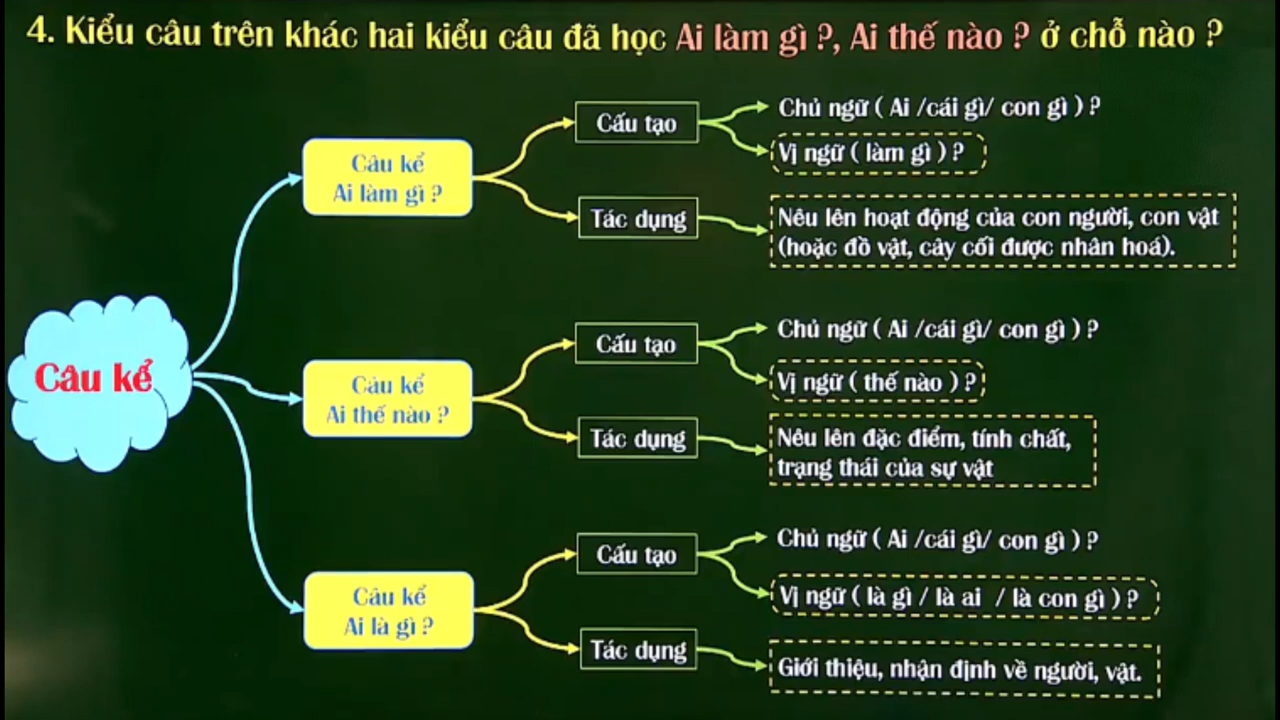 4. Kiểu câu trên khác hai kiểu câu đã học Ai làm gì ?, Ai thế nào ? ở chỗ nào ?
Câu kể
Câu kể
Ai làm gì ?
Cấu tạo
Chủ ngữ ( Ai /cái gì/ con gì ) ?
Vị ngữ ( làm gì ) ?
Tác dụng
Nêu lên hoạt động của con người, con vật
(hoặc đồ vật, cây cối được nhân hoá).
Câu kể
Ai thế nào ?
Cấu tạo
Chủ ngữ ( Ai /cái gì/ con gì ) ?
Vị ngữ ( thế nào ) ?
Tác dụng
Nêu lên đặc điểm, tính chất,
trạng thái của sự vật
Câu kể
Ai là gì ?
Cấu tạo
Chủ ngữ ( Ai /cái gì/ con gì ) ?
Vị ngữ ( là gì / là ai / là con gì ) ?
Tác dụng
Giới thiệu, nhận định về người, vật.